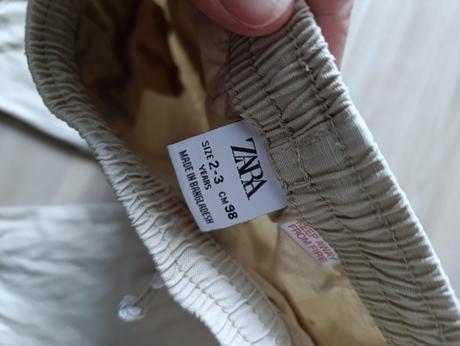 ZARA
SIZE 2-3 CM 98
YEARS
MADE IN BANGLADESH
KEEP AWAY
FROM FIRE